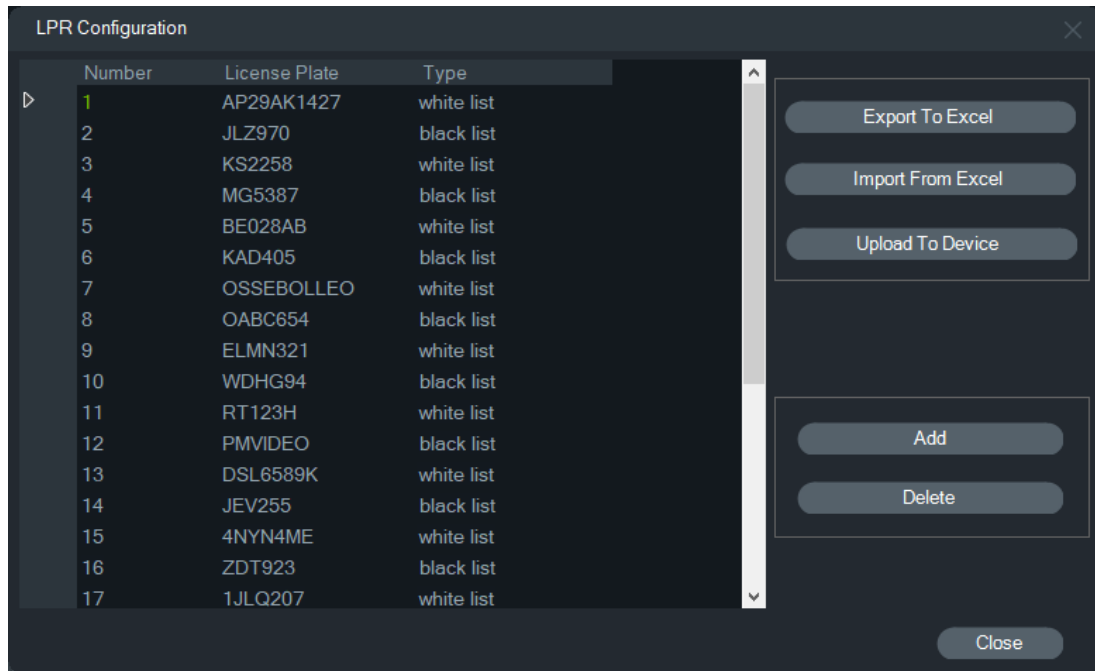 LPR Configuration
Number License Plate Type
1 AP29AK1427 white list
2 JLZ970 black list
3 KS2258 white list
4 MG5387 black list
5 BE028AB white list
6 KAD405 black list
7 OSSEBOLLEO white list
8 OABC654 black list
9 ELMN321 white list
10 WDHG94 black list
11 RT123H white list
12 PMVIDEO black list
13 DSL6589K white list
14 JEV255 black list
15 4NYN4ME white list
16 ZDT923 black list
17 1JLQ207 white list
Export To Excel
Import From Excel
Upload To Device
Add
Delete
Close